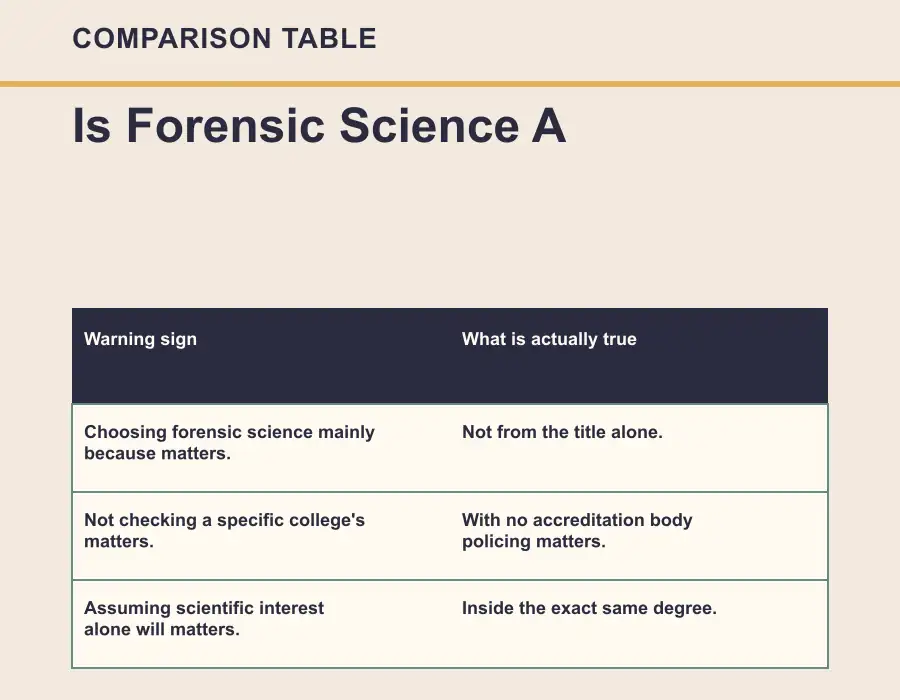 COMPARISON TABLE
Is Forensic Science A
Warning sign
What is actually true
Choosing forensic science mainly
because matters.
Not from the title alone.
Not checking a specific college's
matters.
With no accreditation body
policing matters.
Assuming scientific interest
alone will matters.
Inside the exact same degree.